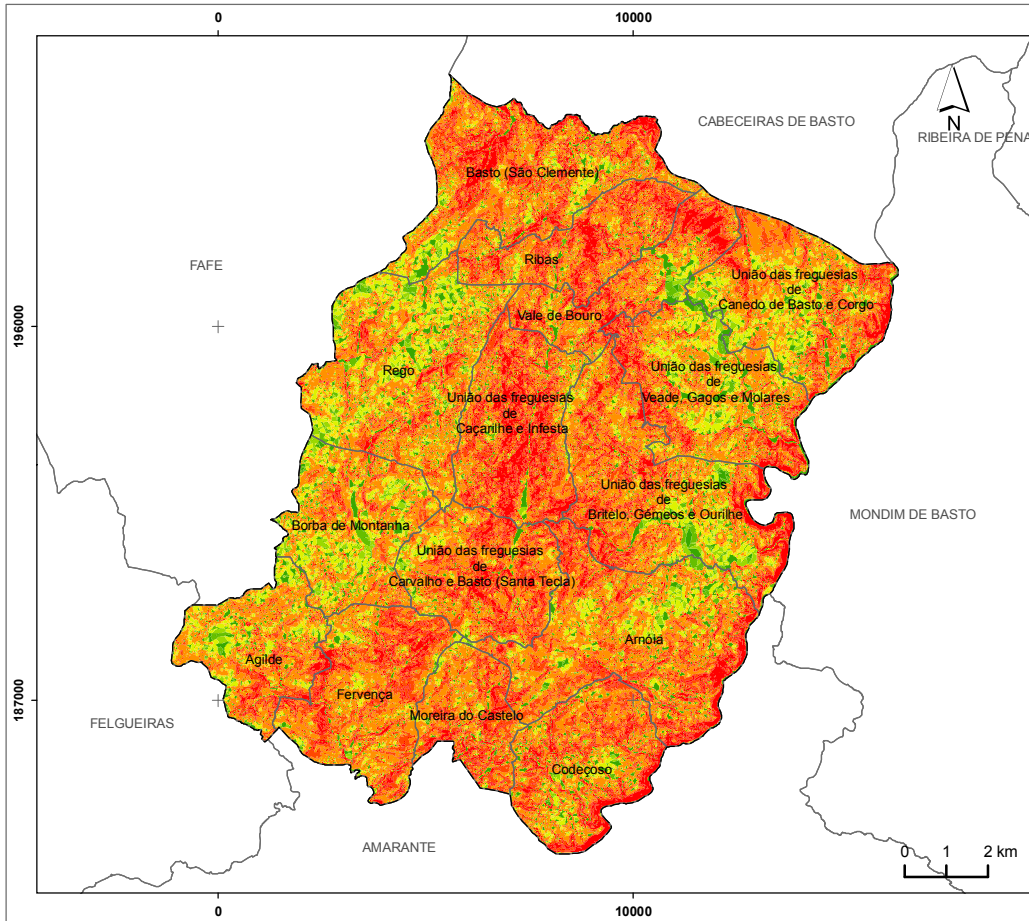 0
10000
CABECEIRAS DE BASTO
N
RIBEIRA DE PENA
Basto (São Clemente)
FAFE
Ribas
União das freguesias
de
Canedo de Basto e Corgo
Vale de Bouro
196000
Rego
União das freguesias
de
Veade, Gagos e Molares
União das freguesias
de
Caçarilhe e Infesta
União das freguesias
de
Britelo, Gémeos e Ourilhe
MONDIM DE BASTO
Borba de Montanha
União das freguesias
de
Carvalho e Basto (Santa Tecla)
Arnóia
Agilde
Fervença
187000
Moreira do Castelo
FELGUEIRAS
Codeçoso
AMARANTE
0 1 2 km
0
10000